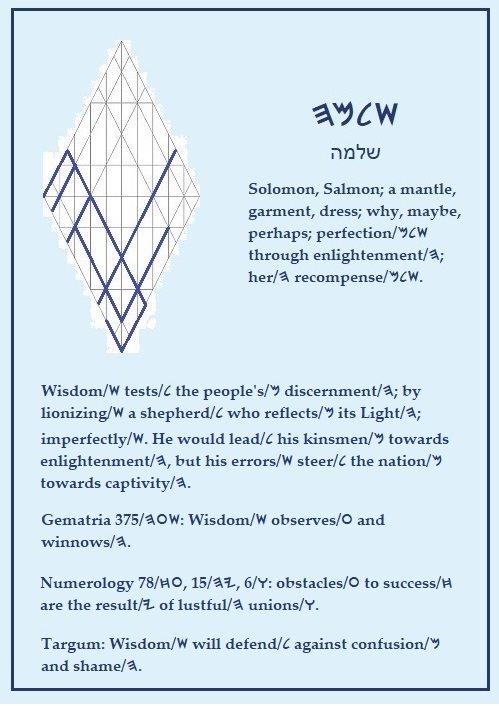 𐤔𐤋𐤌𐤄
שלמה
Solomon, Salmon; a mantle,
garment, dress; why, maybe,
perhaps; perfection/𐤔𐤋𐤌
through enlightenment/𐤄;
her/𐤄 recompense/𐤔𐤋𐤌.
Wisdom/𐤔 tests/𐤋 the people's/𐤌 discernment/𐤄; by
lionizing/𐤔 a shepherd/𐤋 who reflects/𐤌 its Light/𐤄;
imperfectly/𐤔. He would lead/𐤋 his kinsmen/𐤌 towards
enlightenment/𐤄, but his errors/𐤔 steer/𐤋 the nation/𐤌
towards captivity/𐤄.
Gematria 375/𐤔𐤏𐤄: Wisdom/𐤔 observes/𐤏 and
winnows/𐤄.
Numerology 78/𐤏𐤇, 15/𐤉𐤄, 6/𐤅: obstacles/𐤏 to success/𐤇
are the result/𐤉 of lustful/𐤄 unions/𐤅.
Targum: Wisdom/𐤔 will defend/𐤋 against confusion/𐤌
and shame/𐤄.